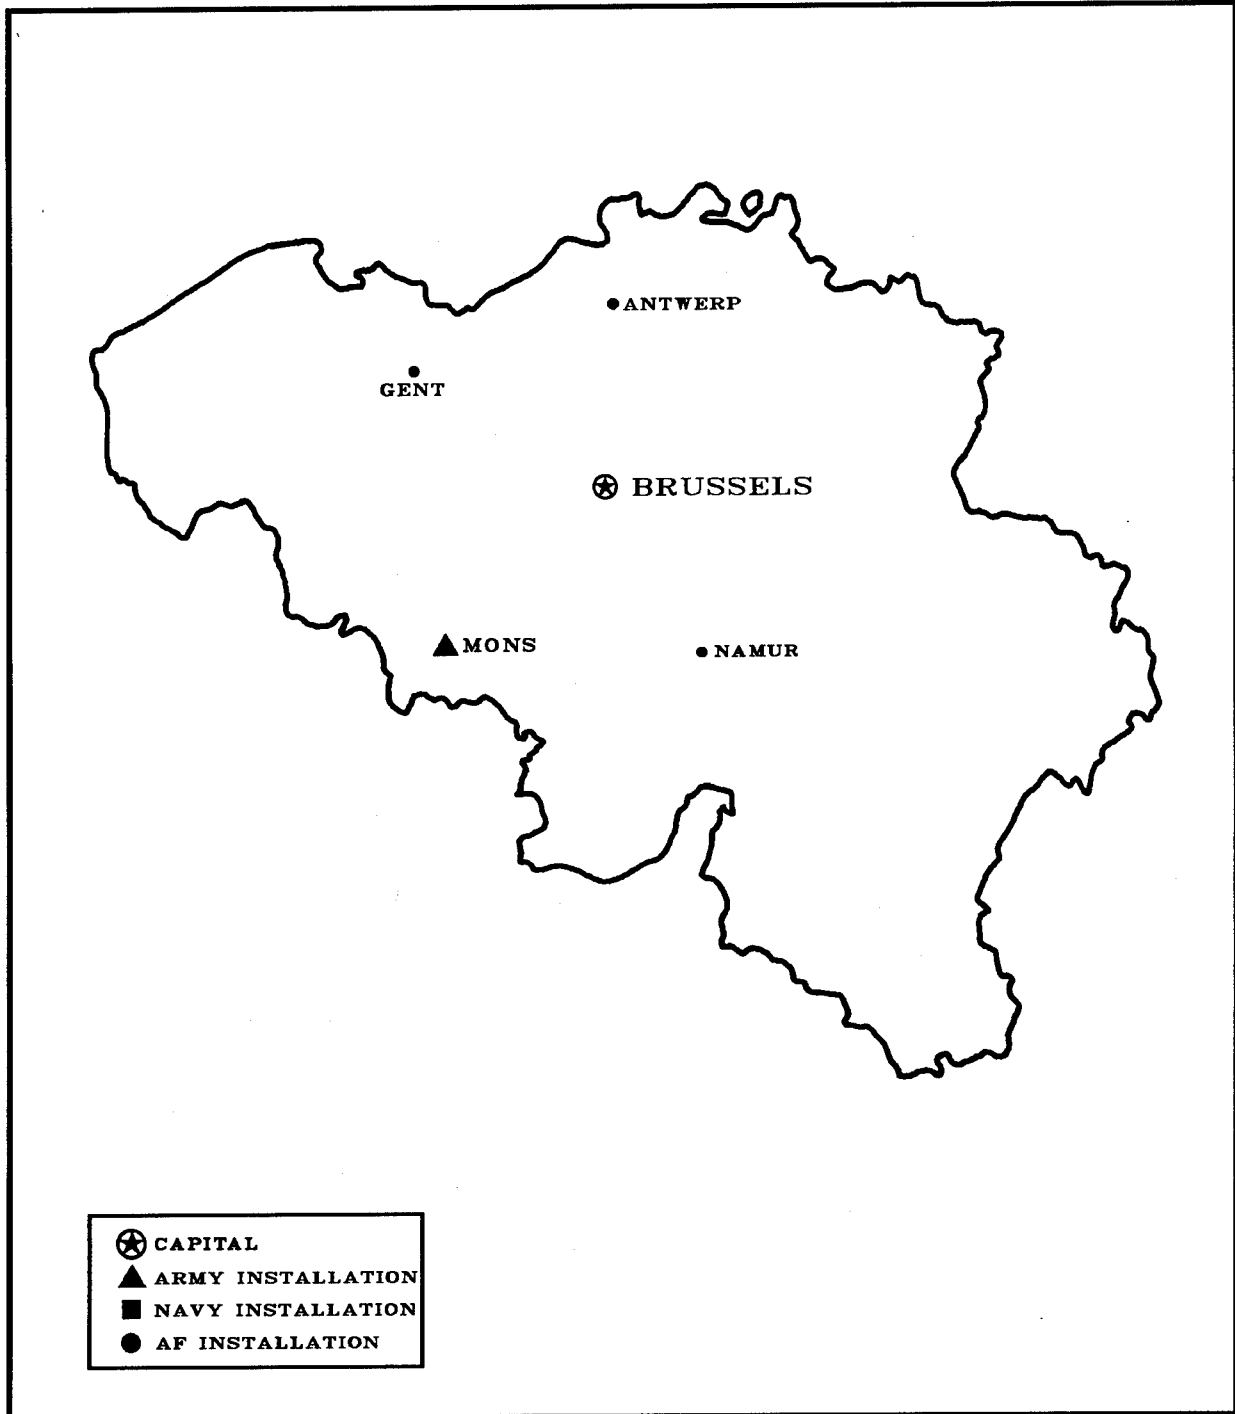 ANTWERP
GENT
BRUSSELS
MONS
NAMUR
CAPITAL
ARMY INSTALLATION
NAVY INSTALLATION
AF INSTALLATION